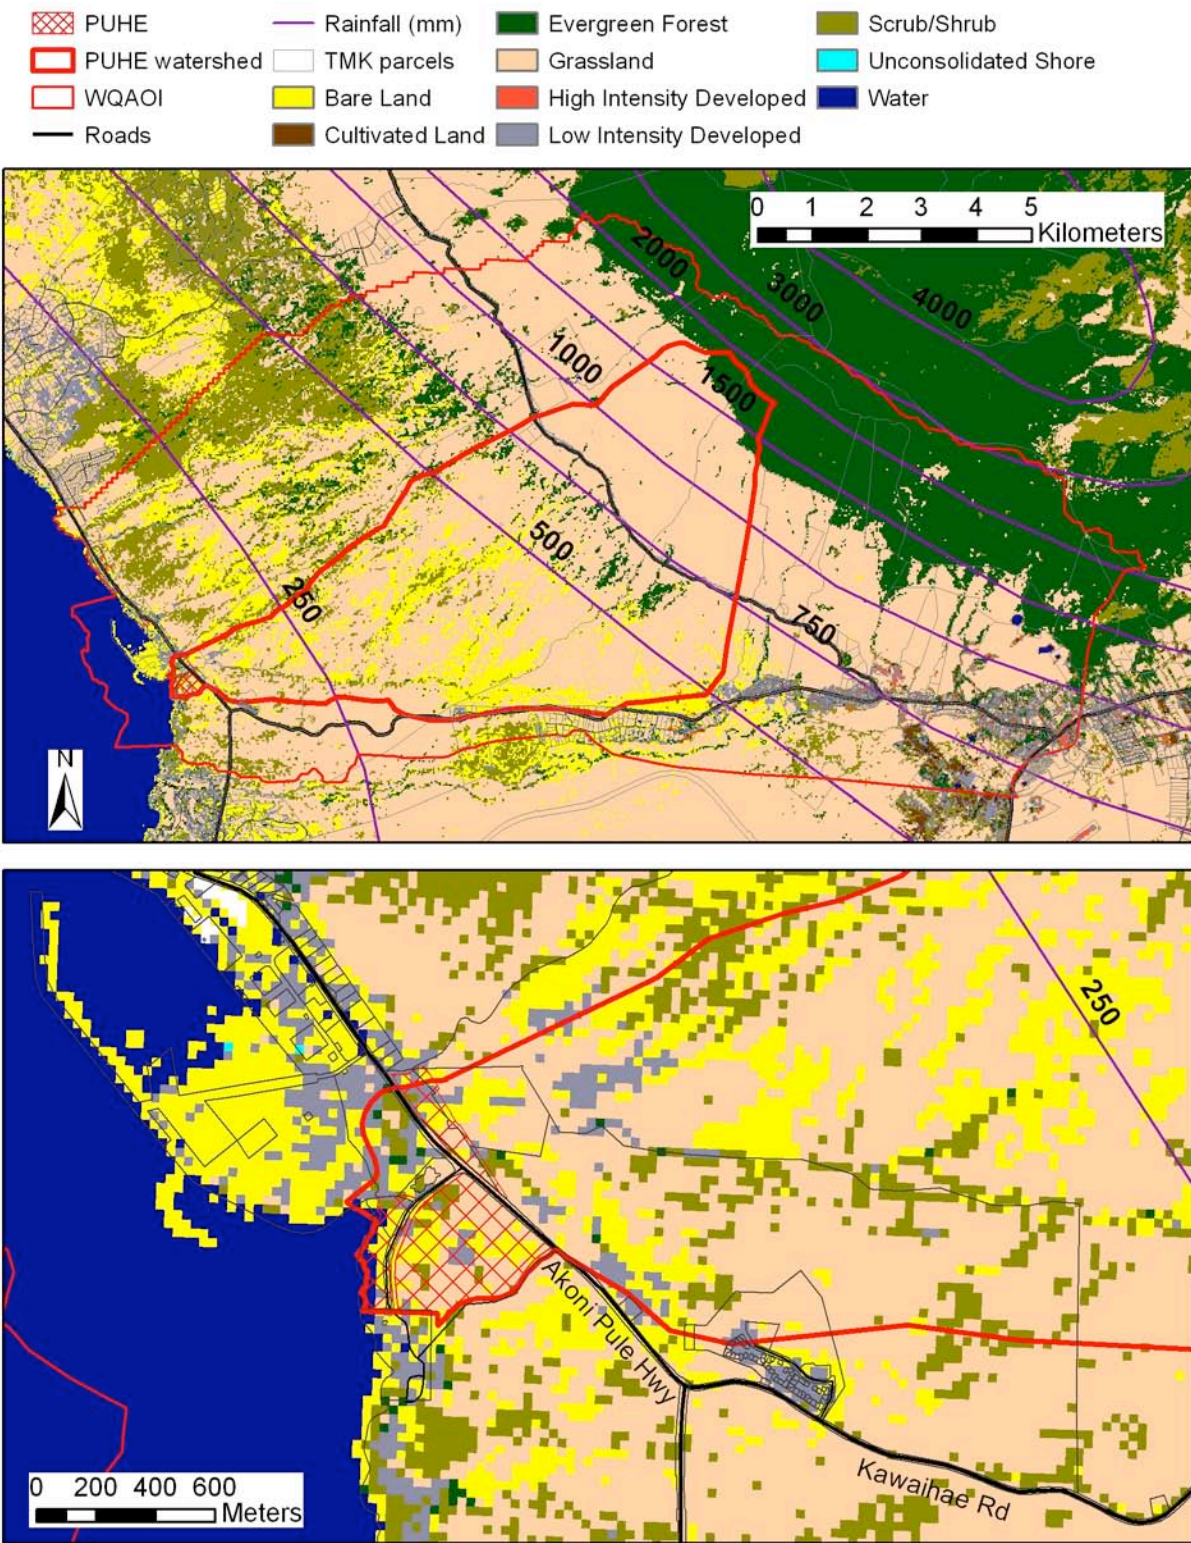 PUHE
Rainfall (mm)
Evergreen Forest
Scrub/Shrub
PUHE watershed
TMK parcels
Grassland
Unconsolidated Shore
WQAOI
Bare Land
High Intensity Developed
Water
Roads
Cultivated Land
Low Intensity Developed
0 1 2 3 4 5
Kilometers
2000
3000
4000
1000
1500
500
250
750
N
250
Akoni Pule Hwy
Kawaihae Rd
0 200 400 600
Meters